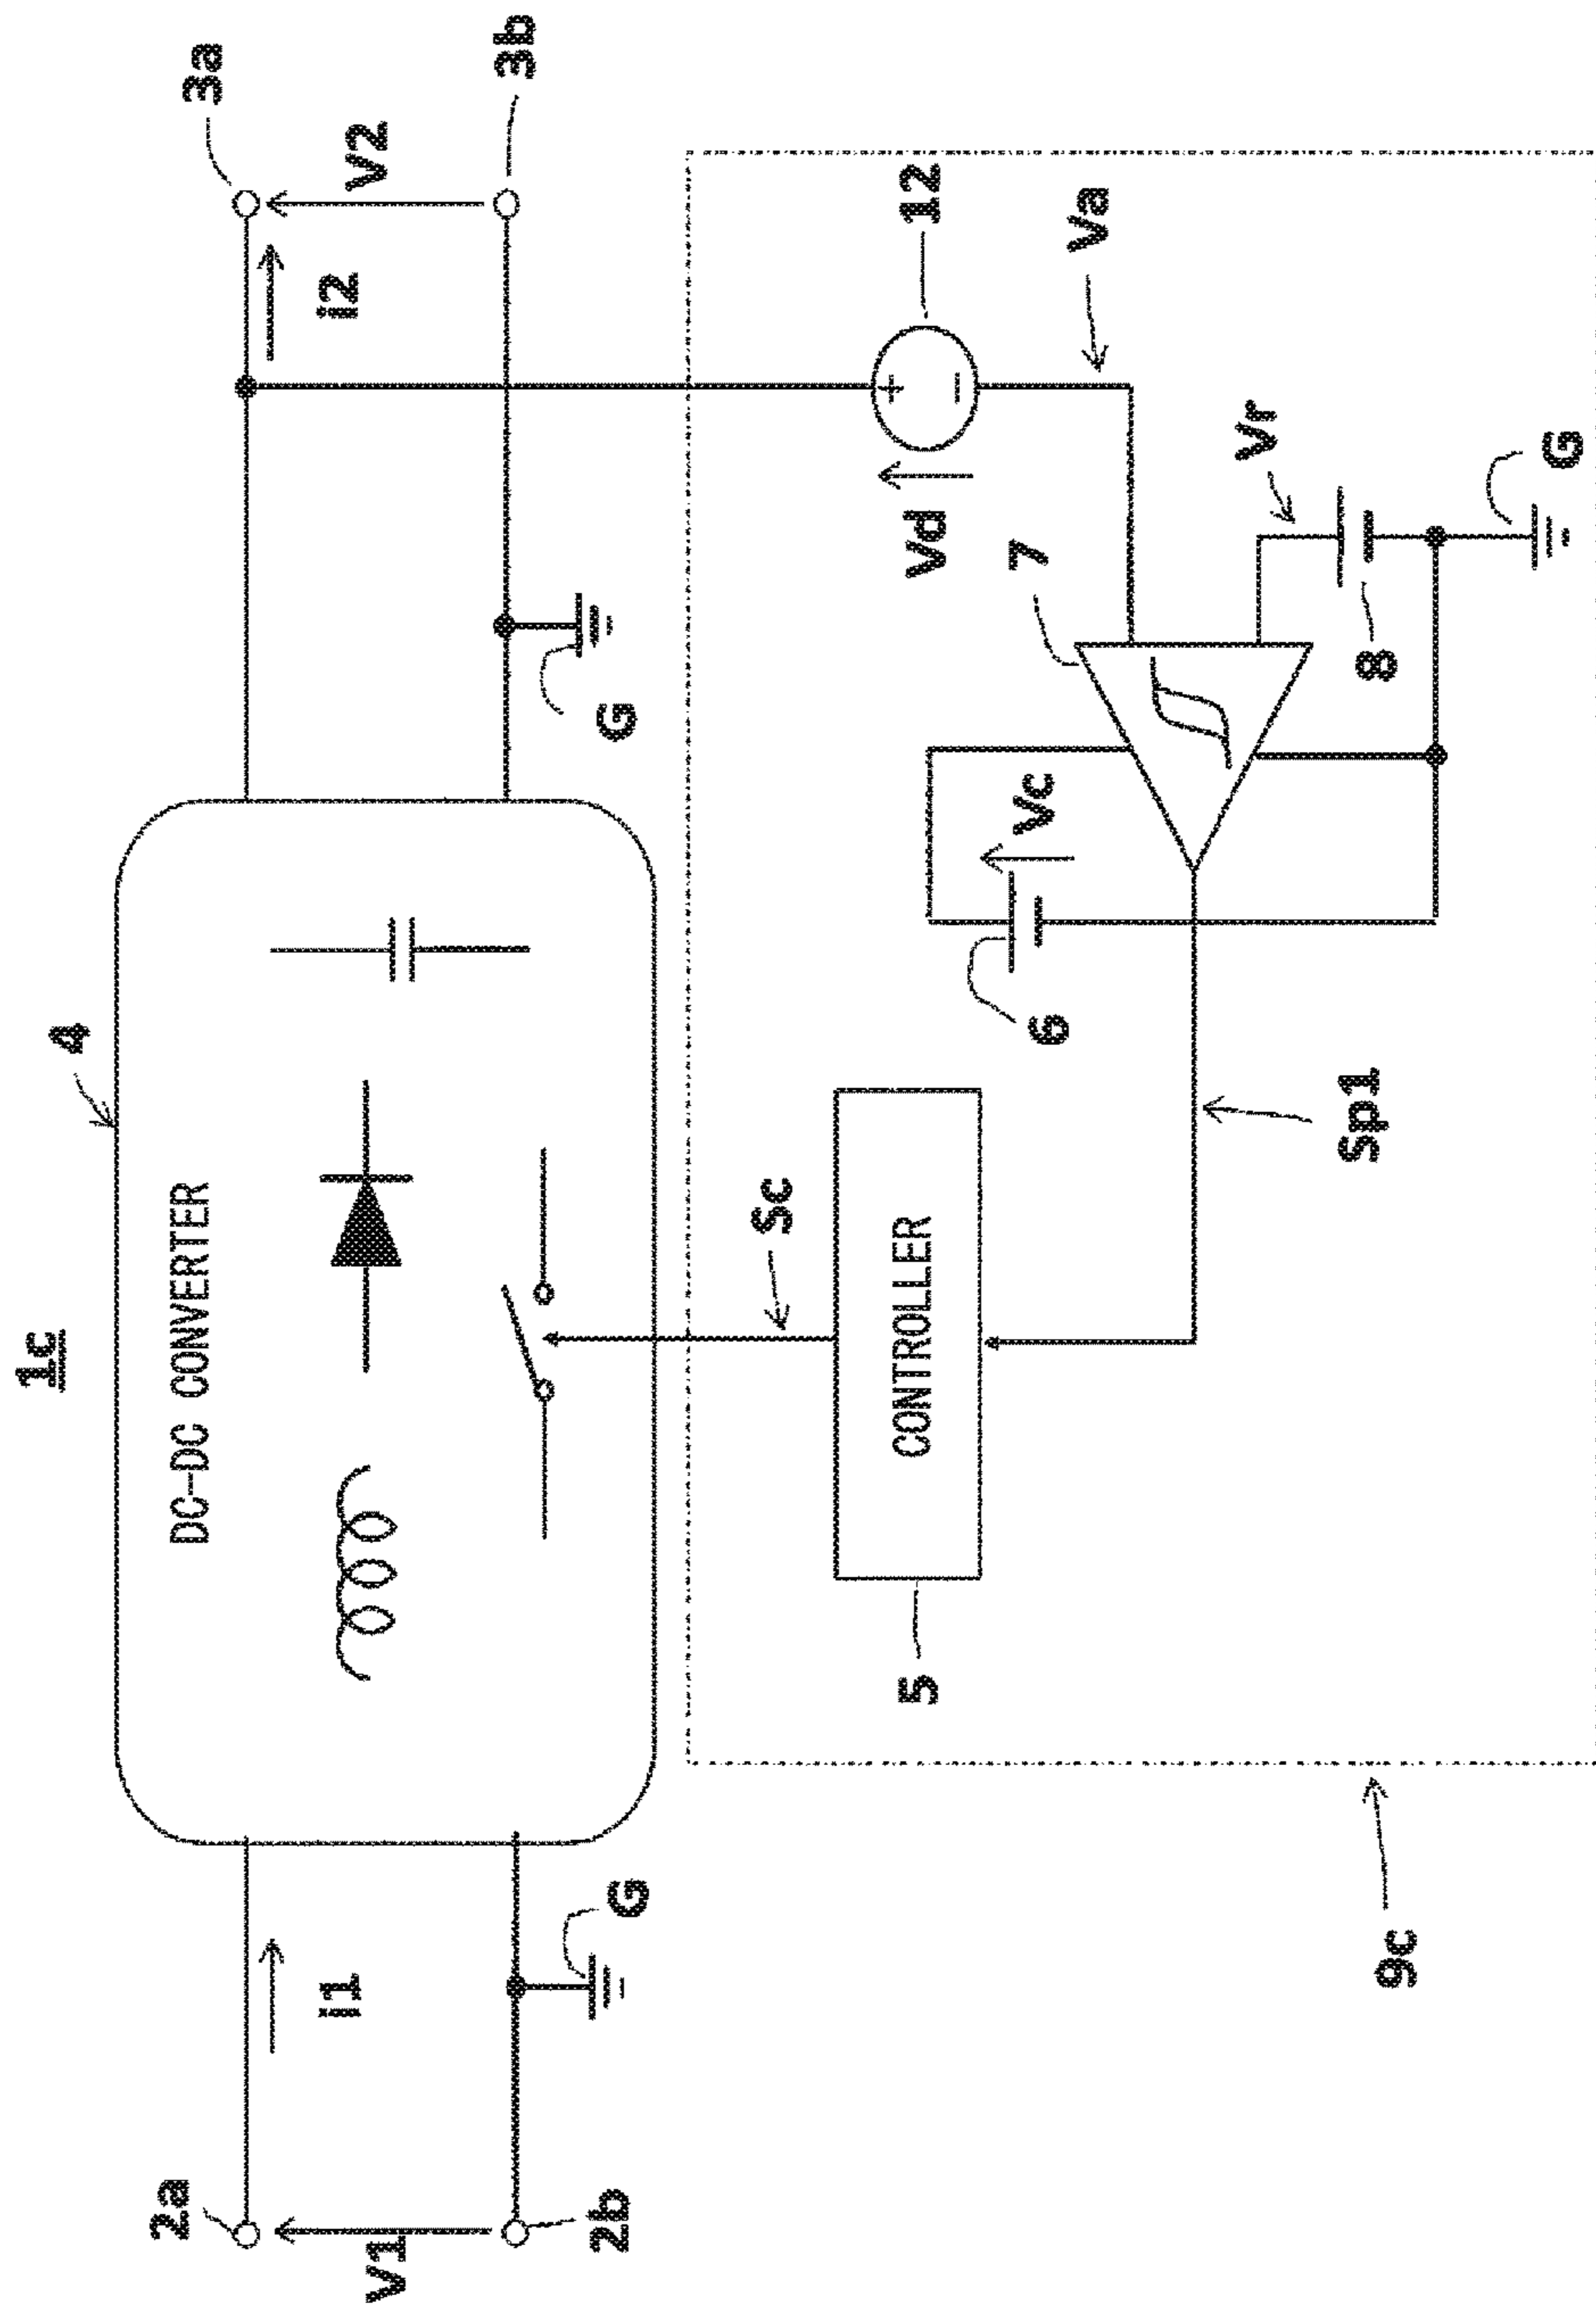 1c
4
DC-DC CONVERTER
2a
V1
2b
i1
G
G
i2
3a
V2
3b
Sc
5
CONTROLLER
6
Vc
Vd
12
7
Va
Vr
8
G
Sp1
9c